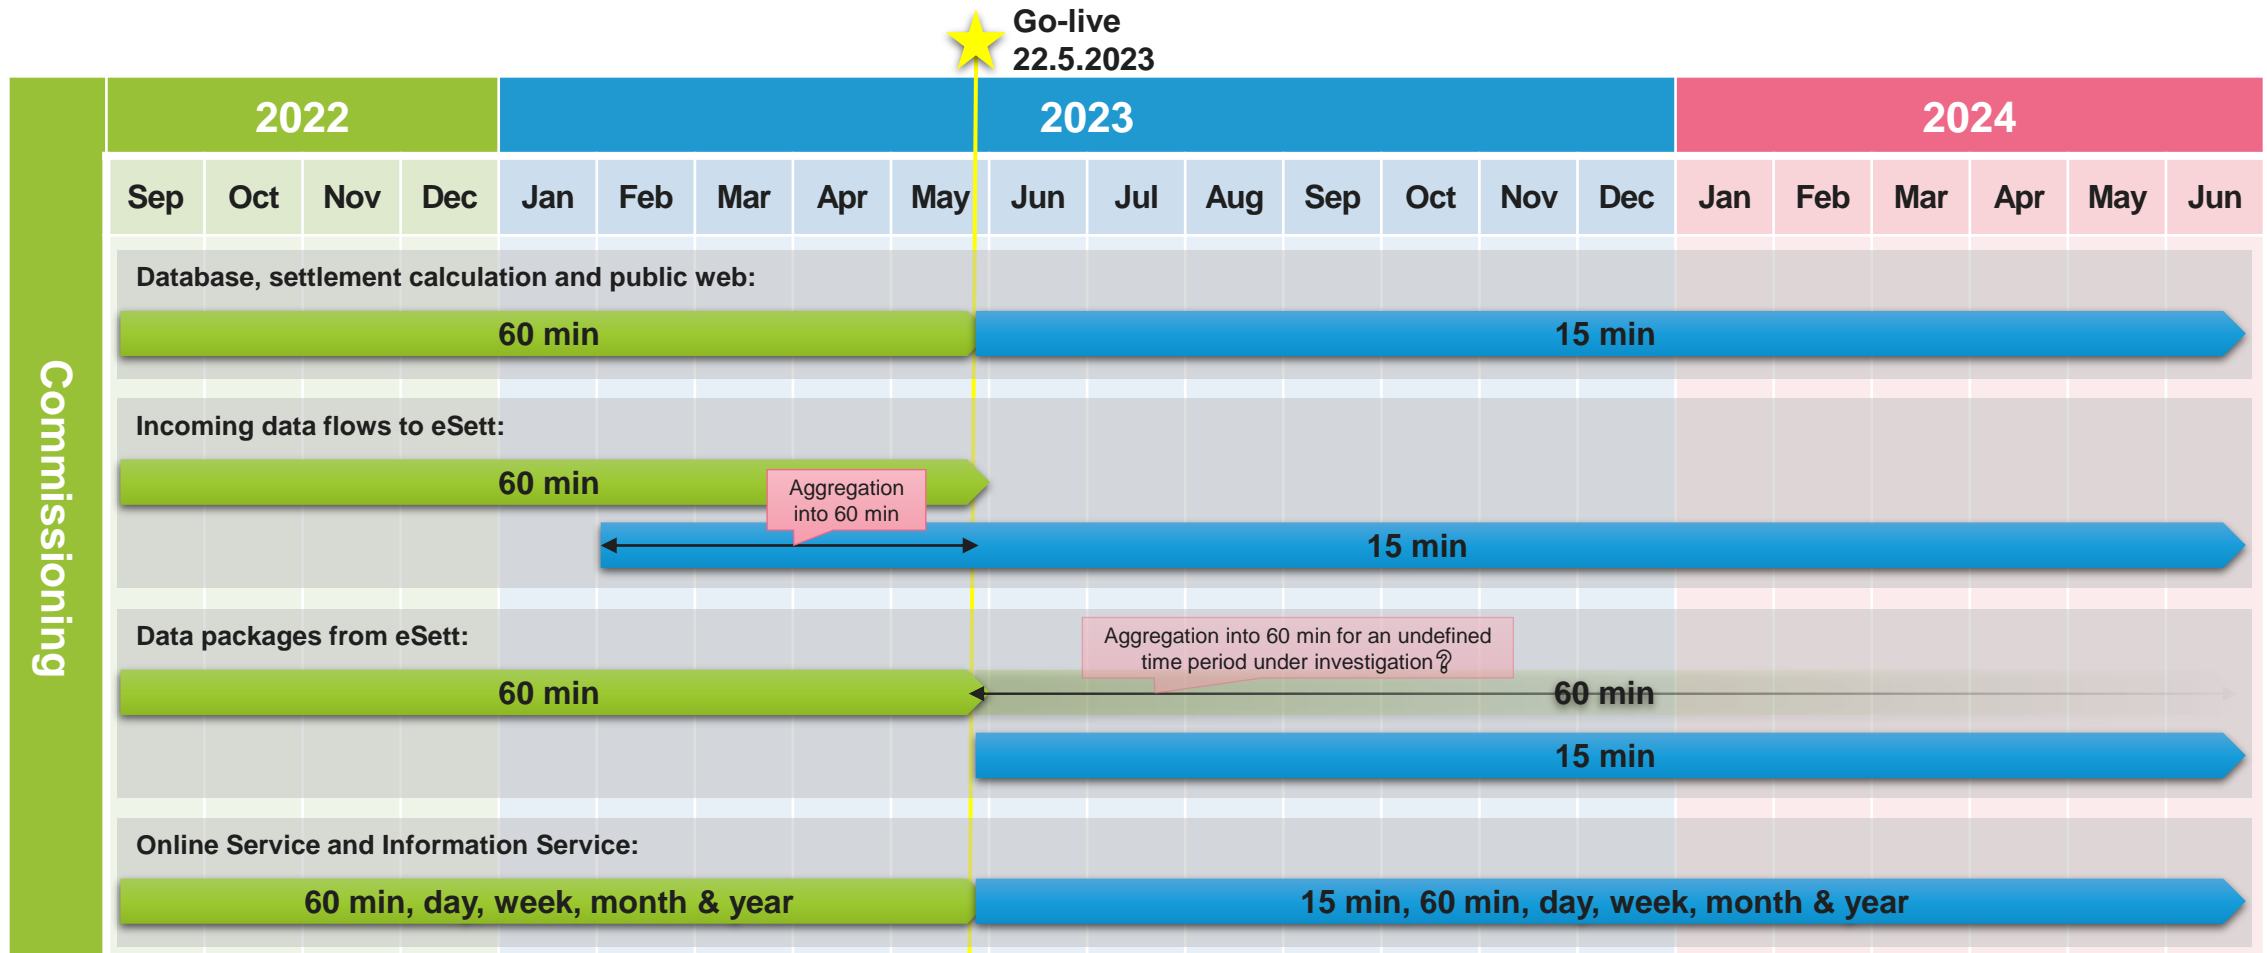 Go-live
22.5.2023
2022
2023
2024
Commissioning
Sep Oct Nov Dec Jan Feb Mar Apr May Jun Jul Aug Sep Oct Nov Dec Jan Feb Mar Apr May Jun
Database, settlement calculation and public web:
60 min
15 min
Incoming data flows to eSett:
60 min
Aggregation
into 60 min
15 min
Data packages from eSett:
Aggregation into 60 min for an undefined
time period under investigation?
60 min
60 min
15 min
Online Service and Information Service:
60 min, day, week, month & year
15 min, 60 min, day, week, month & year